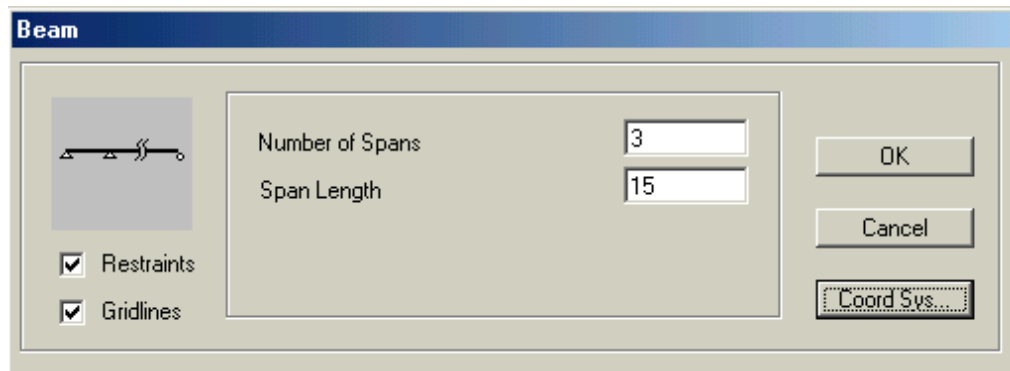 Beam
Number of Spans 3
Span Length 15
Restraints
Gridlines
OK
Cancel
Coord Sys...